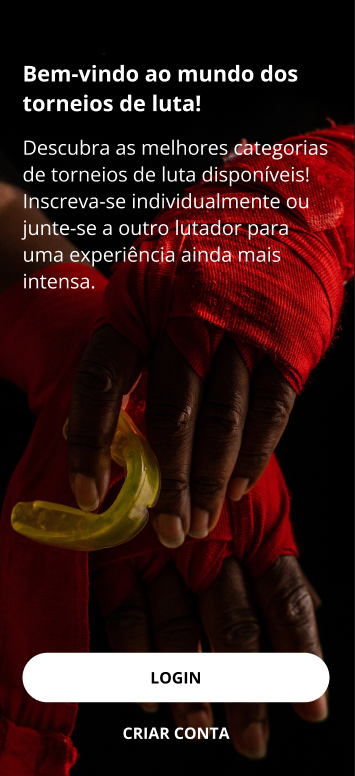 Bem-vindo ao mundo dos
torneios de luta!
Descubra as melhores categorias
de torneios de luta disponíveis!
Inscreva-se individualmente ou
junte-se a outro lutador para
uma experiência ainda mais
intensa.
LOGIN
CRIAR CONTA